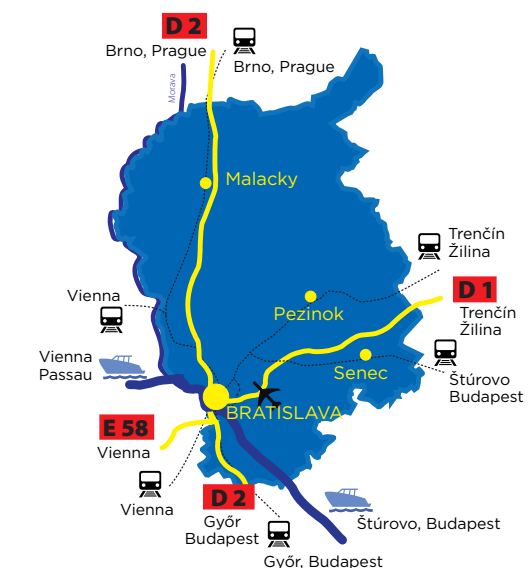 D 2
Brno, Prague
Brno, Prague
Morava
Malacky
Trenčín
Žilina
Vienna
Pezinok
D 1
Trenčín
Žilina
Vienna
Passau
Senec
Štúrovo
Budapest
BRATISLAVA
E 58
Vienna
Vienna
D 2
Győr
Budapest
Štúrovo, Budapest
Győr, Budapest